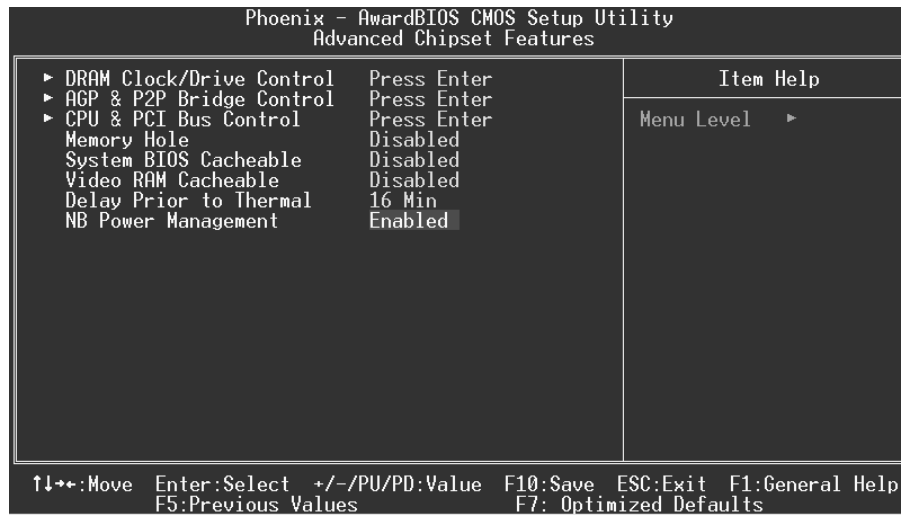 Phoenix - AwardBIOS CMOS Setup Utility
Advanced Chipset Features
► DRAM Clock/Drive Control Press Enter
► AGP & P2P Bridge Control Press Enter
► CPU & PCI Bus Control Press Enter
Memory Hole Disabled
System BIOS Cacheable Disabled
Video RAM Cacheable Disabled
Delay Prior to Thermal 16 Min
NB Power Management Enabled
Item Help
Menu Level ►
↑↓→←:Move Enter:Select +/-/PU/PD:Value F10:Save ESC:Exit F1:General Help
F5:Previous Values F7: Optimized Defaults